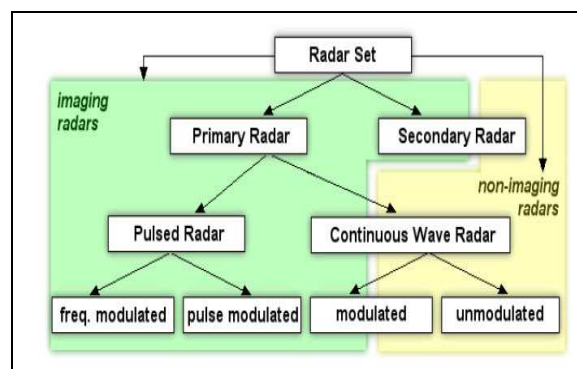 Radar Set
imaging
radars
Primary Radar
Secondary Radar
non-imaging
radars
Pulsed Radar
Continuous Wave Radar
freq. modulated
pulse modulated
modulated
unmodulated